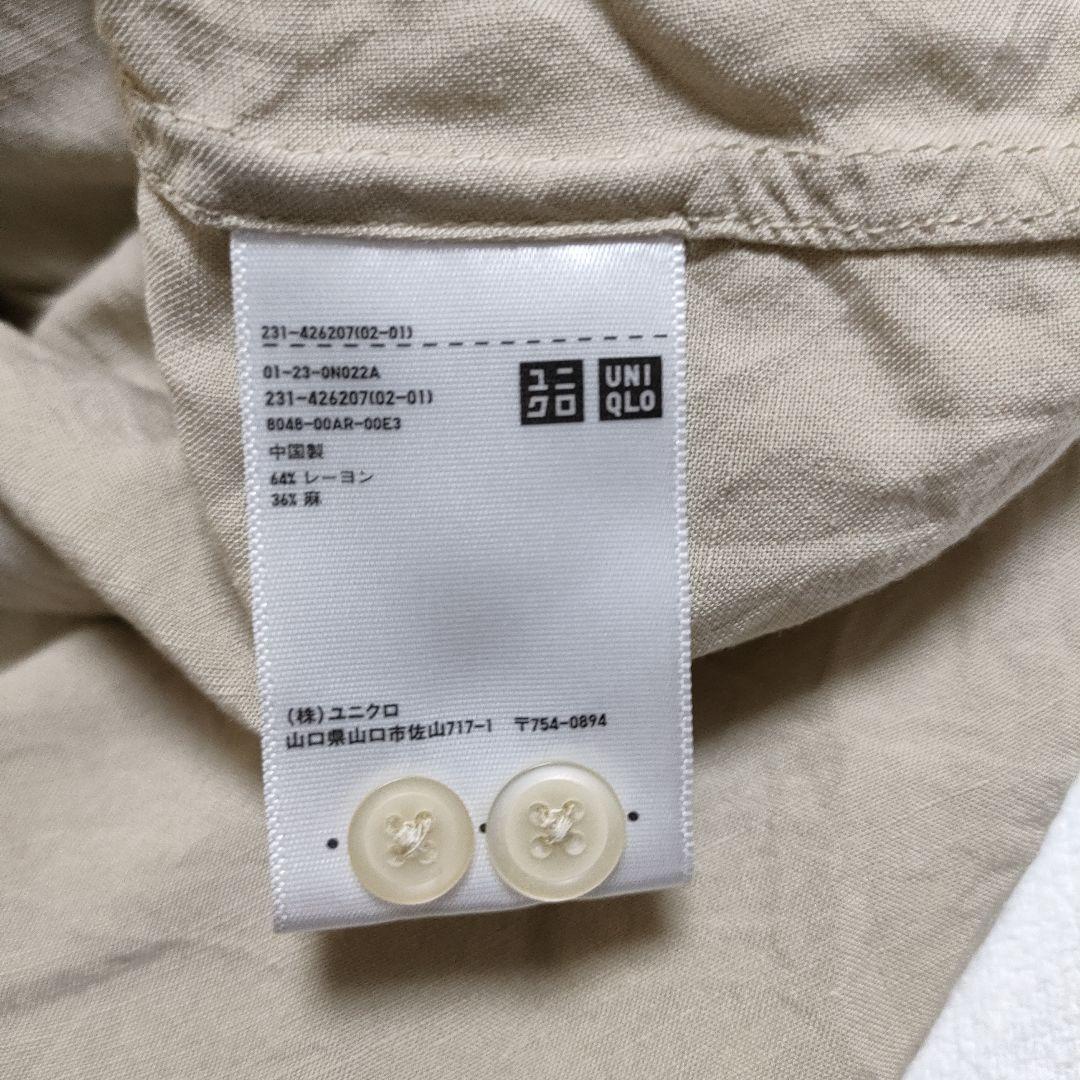 231-426207(02-01)
01-23-0N022A
231-426207(02-01)
8048-00AR-00E3
中国製
64% レーヨン
36% 麻
ユニ
クロ
UNI
QLO
(株)ユニクロ
山口県山口市佐山717-1 〒754-0894